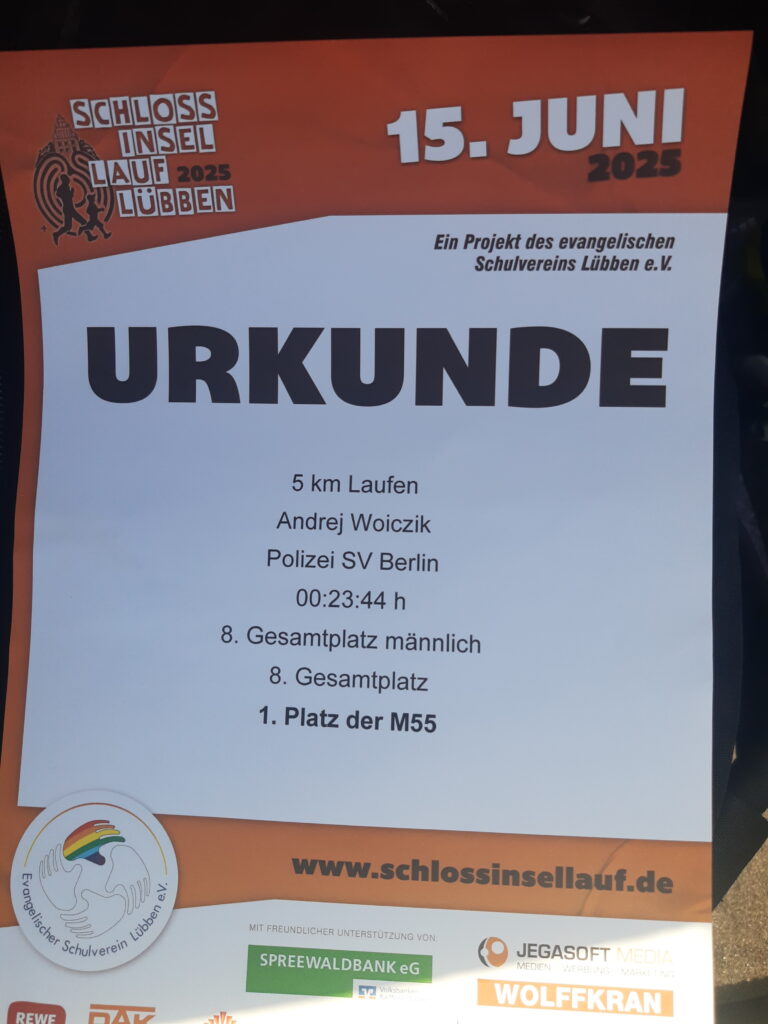 SCHLOSS
INSEL
LAUF 2025
LÜBBEN
15. JUNI
2025
Ein Projekt des evangelischen
Schulvereins Lübben e.V.
URKUNDE
5 km Laufen
Andrej Woiczik
Polizei SV Berlin
00:23:44 h
8. Gesamtplatz männlich
8. Gesamtplatz
1. Platz der M55
www.schlossinsellauf.de
Evangelischer Schulverein Lübben e.V.
MIT FREUNDLICHER UNTERSTÜTZUNG VON:
SPREEWALDBANK eG
JEGASOFT MEDIA
MEDIEN WERBUNG MARKETING
WOLFFKRAN
REWE
DAK